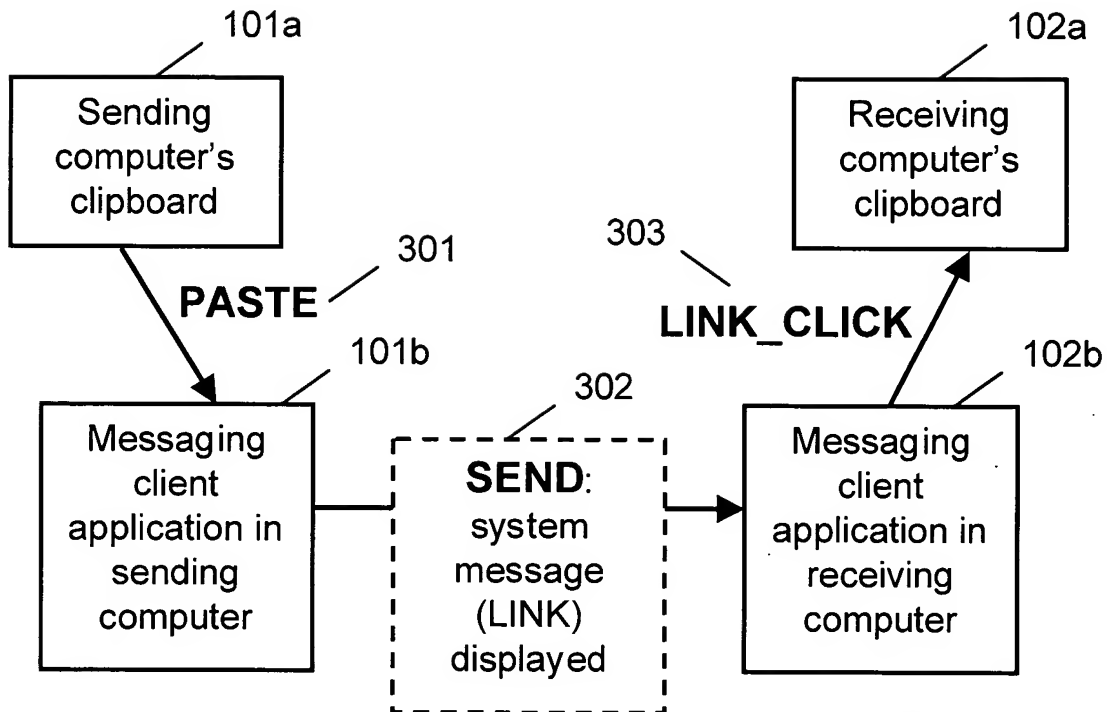 101a
102a
Sending
computer's
clipboard
Receiving
computer's
clipboard
301
303
PASTE
LINK_CLICK
101b
102b
302
Messaging
client
application in
sending
computer
SEND:
system
message
(LINK)
displayed
Messaging
client
application in
receiving
computer